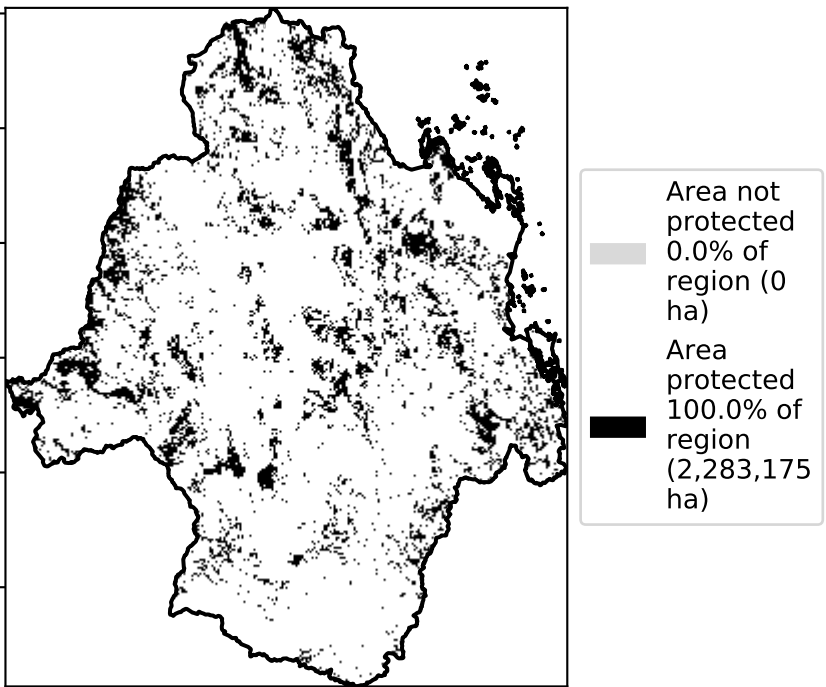 Area not
protected
0.0% of
region (0
ha)
Area
protected
100.0% of
region
(2,283,175
ha)